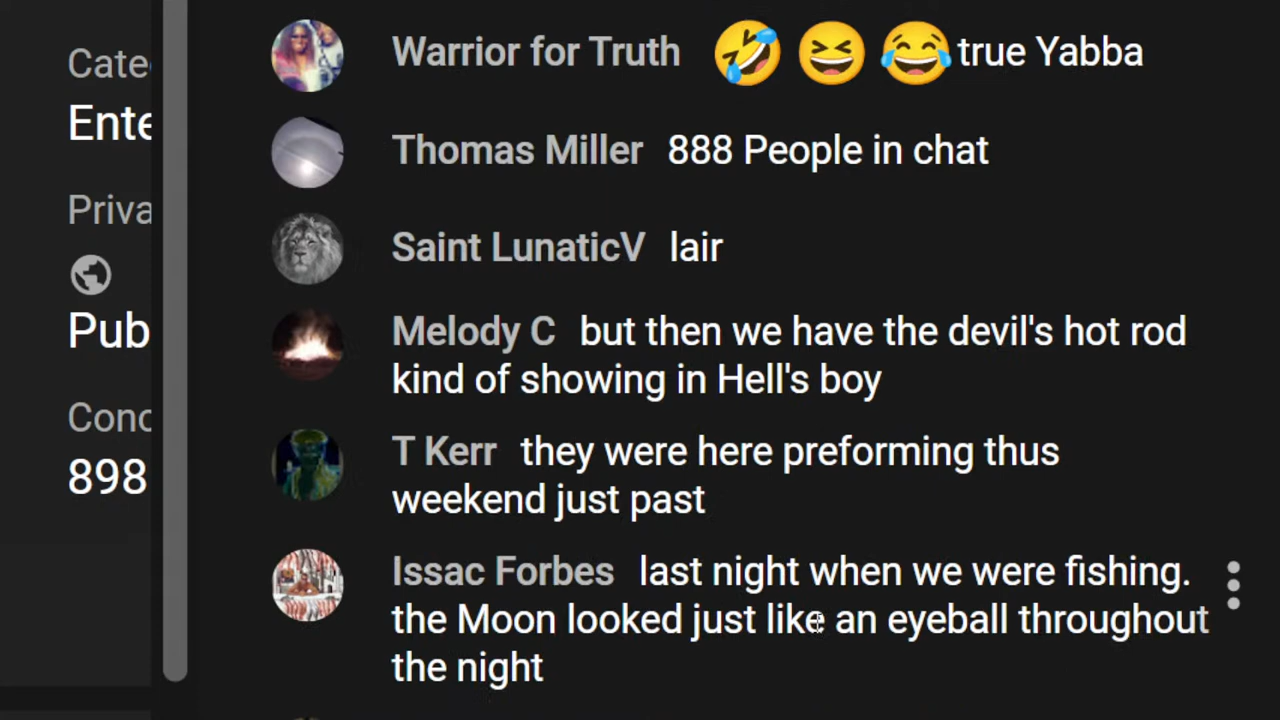 Cate
Ente
Priva
Pub
Conc
898
Warrior for Truth 🤣 😆 😂 true Yabba
Thomas Miller 888 People in chat
Saint LunaticV lair
Melody C but then we have the devil's hot rod
kind of showing in Hell's boy
T Kerr they were here preforming thus
weekend just past
Issac Forbes last night when we were fishing.
the Moon looked just like an eyeball throughout
the night